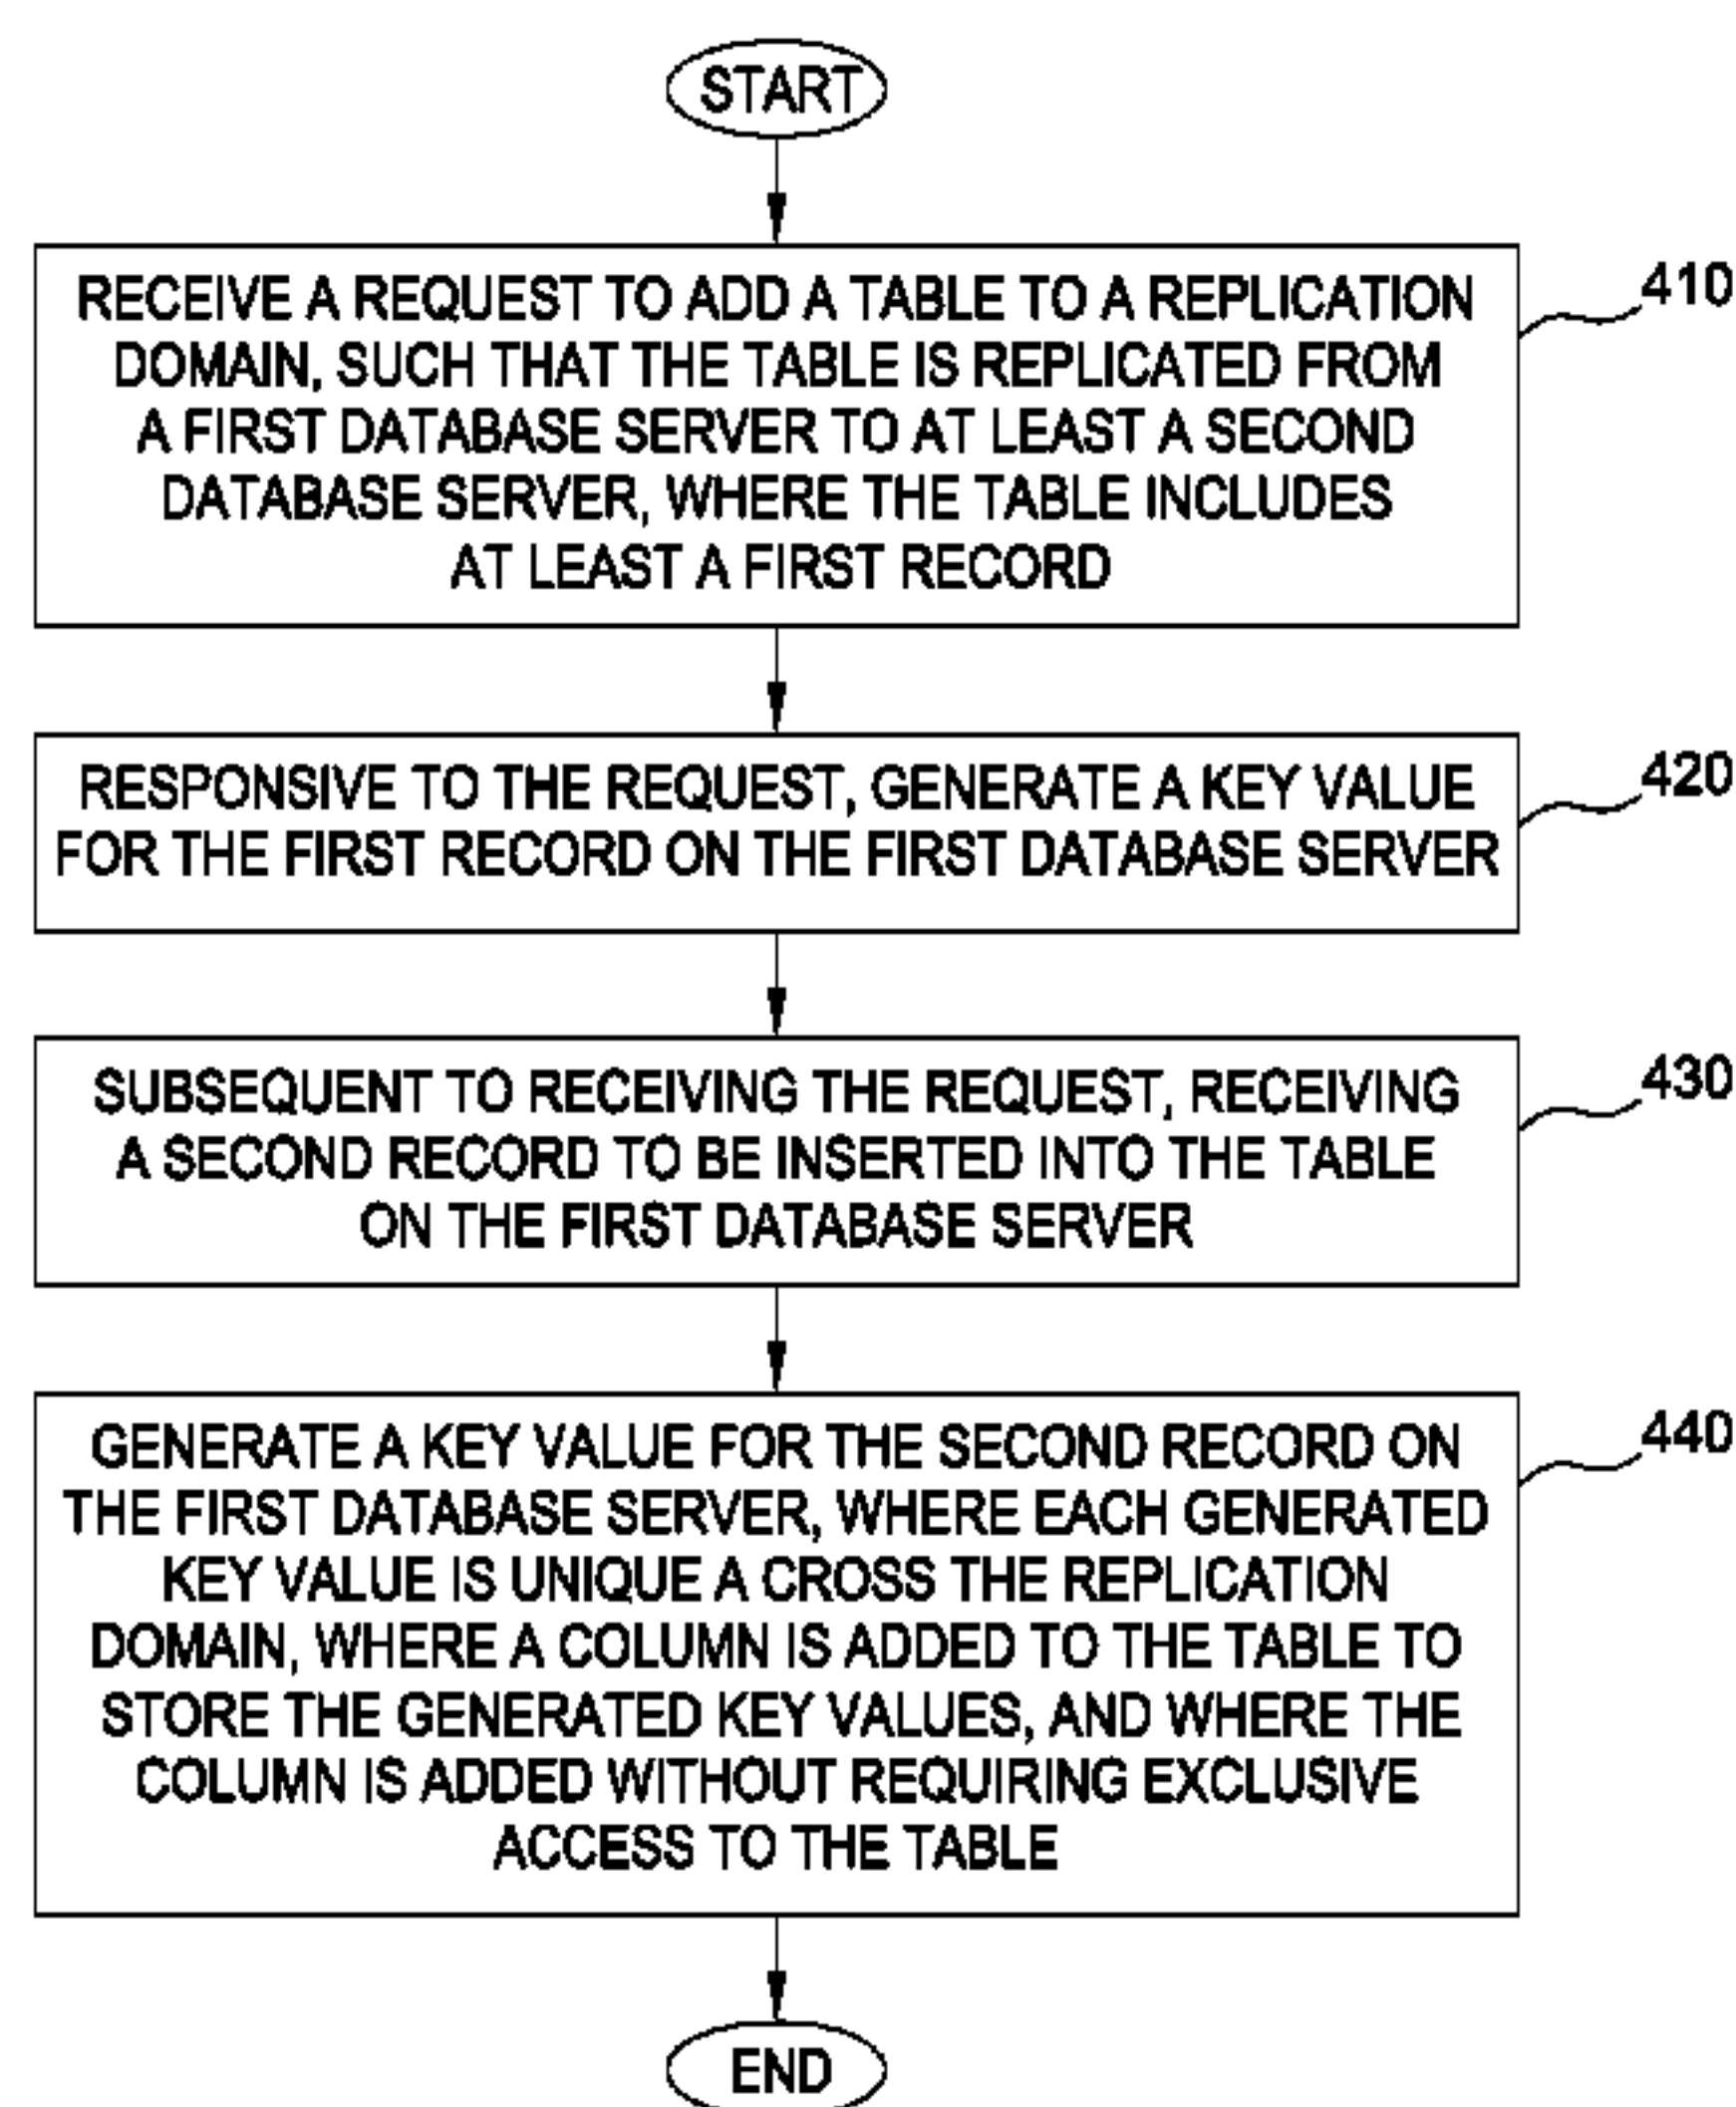 START
RECEIVE A REQUEST TO ADD A TABLE TO A REPLICATION
DOMAIN, SUCH THAT THE TABLE IS REPLICATED FROM
A FIRST DATABASE SERVER TO AT LEAST A SECOND
DATABASE SERVER, WHERE THE TABLE INCLUDES
AT LEAST A FIRST RECORD
410
RESPONSIVE TO THE REQUEST, GENERATE A KEY VALUE
FOR THE FIRST RECORD ON THE FIRST DATABASE SERVER
420
SUBSEQUENT TO RECEIVING THE REQUEST, RECEIVING
A SECOND RECORD TO BE INSERTED INTO THE TABLE
ON THE FIRST DATABASE SERVER
430
GENERATE A KEY VALUE FOR THE SECOND RECORD ON
THE FIRST DATABASE SERVER, WHERE EACH GENERATED
KEY VALUE IS UNIQUE A CROSS THE REPLICATION
DOMAIN, WHERE A COLUMN IS ADDED TO THE TABLE TO
STORE THE GENERATED KEY VALUES, AND WHERE THE
COLUMN IS ADDED WITHOUT REQUIRING EXCLUSIVE
ACCESS TO THE TABLE
440
END